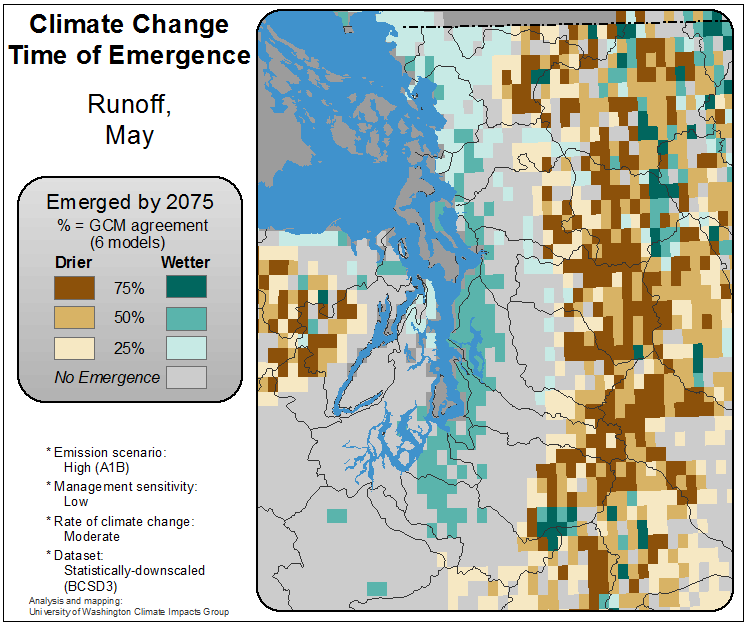 Climate Change
Time of Emergence
Runoff,
May
Emerged by 2075
% = GCM agreement
(6 models)
Drier Wetter
75%
50%
25%
No Emergence
* Emission scenario:
High (A1B)
* Management sensitivity:
Low
* Rate of climate change:
Moderate
* Dataset:
Statistically-downscaled
(BCSD3)
Analysis and mapping:
University of Washington Climate Impacts Group